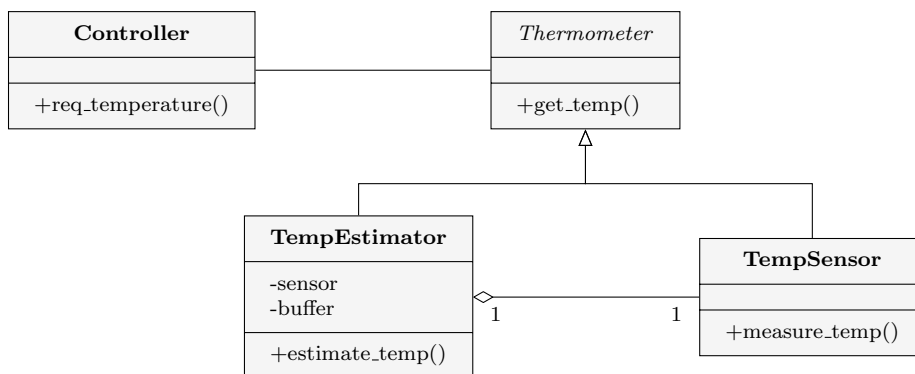 Controller
+req_temperature()
Thermometer
+get_temp()
TempEstimator
-sensor
-buffer
+estimate_temp()
1
1
TempSensor
+measure_temp()